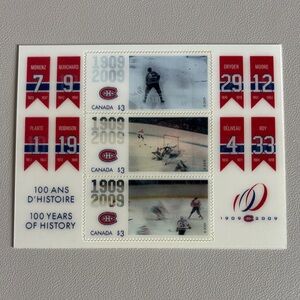 MORENZ
RICHARD
7
9
PLANTE
ROBINSON
1
19
100 ANS
D'HISTOIRE
100 YEARS
OF HISTORY
1909
2009
CANADA $3
1909
2009
CANADA $3
1909
2009
CANADA $3
DRYDEN
MOORE
29
12
BÉLIVEAU
ROY
4
33
1909 2009